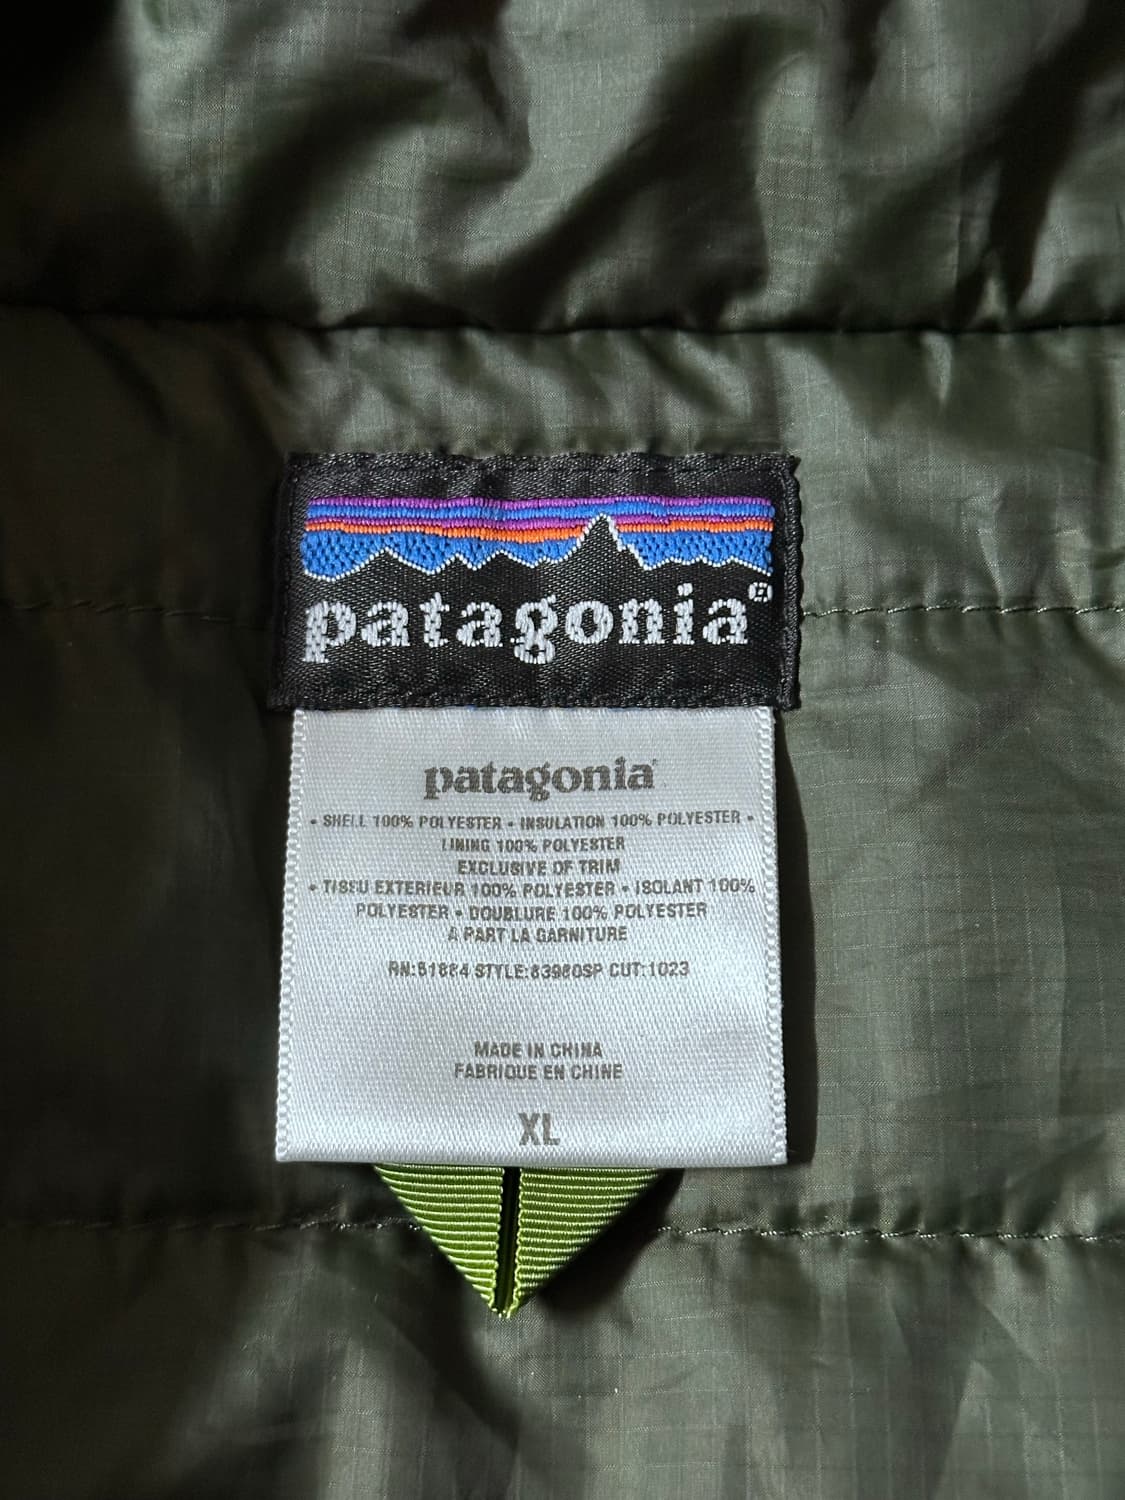 patagonia®
patagonia®
• SHELL 100% POLYESTER • INSULATION 100% POLYESTER •
LINING 100% POLYESTER
EXCLUSIVE OF TRIM
• TISSU EXTERIEUR 100% POLYESTER • ISOLANT 100%
POLYESTER • DOUBLURE 100% POLYESTER
À PART LA GARNITURE
RN:51884 STYLE:83980SP CUT:1023
MADE IN CHINA
FABRIQUE EN CHINE
XL